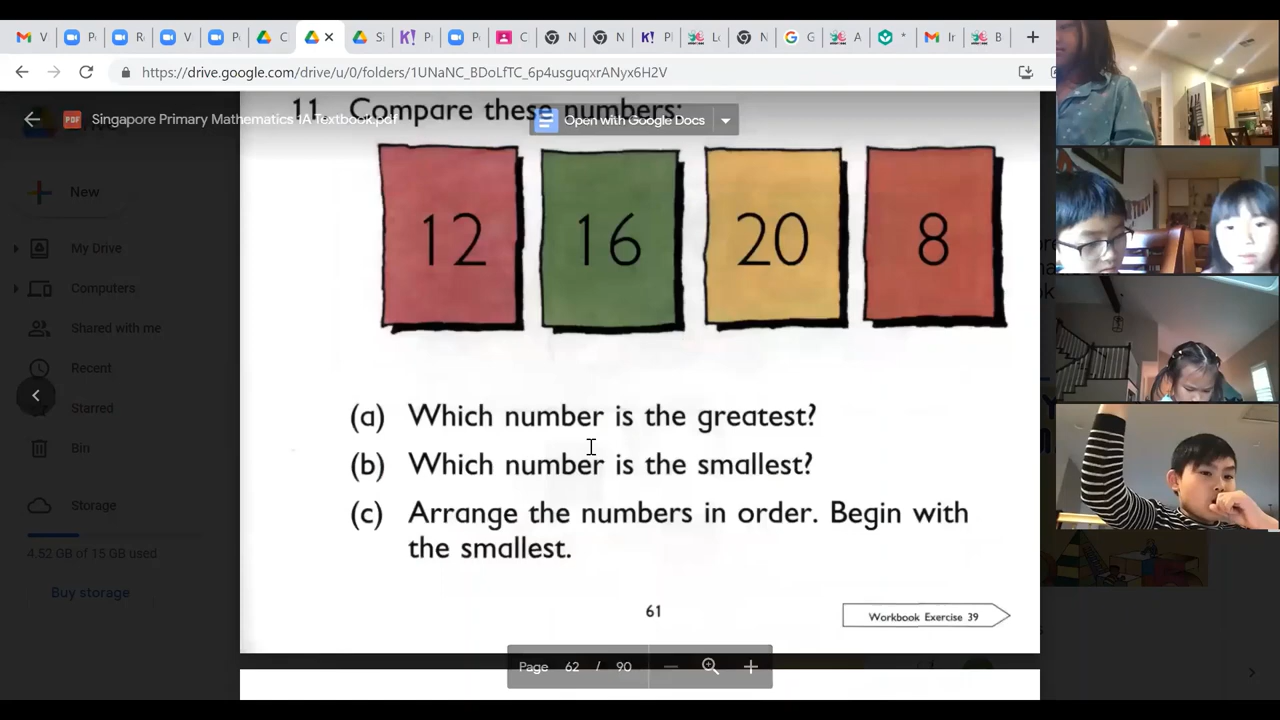 V
P
R
V
P
C
Si
P
P
C
N
N
P
L
N
G
A
*
Ir
B
https://drive.google.com/drive/u/0/folders/1UNaNC_BDoLfTC_6p4usguqxrANyx6H2V
11. Compare these numbers:
Singapore Primary Mathematics 1A Textbook.pdf
Open with Google Docs
New
My Drive
Computers
Shared with me
Recent
Starred
Bin
Storage
4.52 GB of 15 GB used
Buy storage
12 16 20 8
(a) Which number is the greatest?
(b) Which number is the smallest?
(c) Arrange the numbers in order. Begin with
the smallest.
61
Workbook Exercise 39
Page 62 / 90